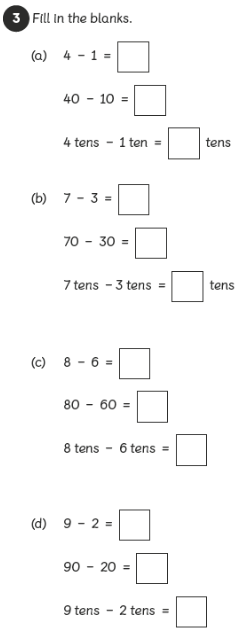 3 Fill in the blanks.
(a) 4 - 1 =
40 - 10 =
4 tens - 1 ten = tens
(b) 7 - 3 =
70 - 30 =
7 tens - 3 tens = tens
(c) 8 - 6 =
80 - 60 =
8 tens - 6 tens =
(d) 9 - 2 =
90 - 20 =
9 tens - 2 tens =